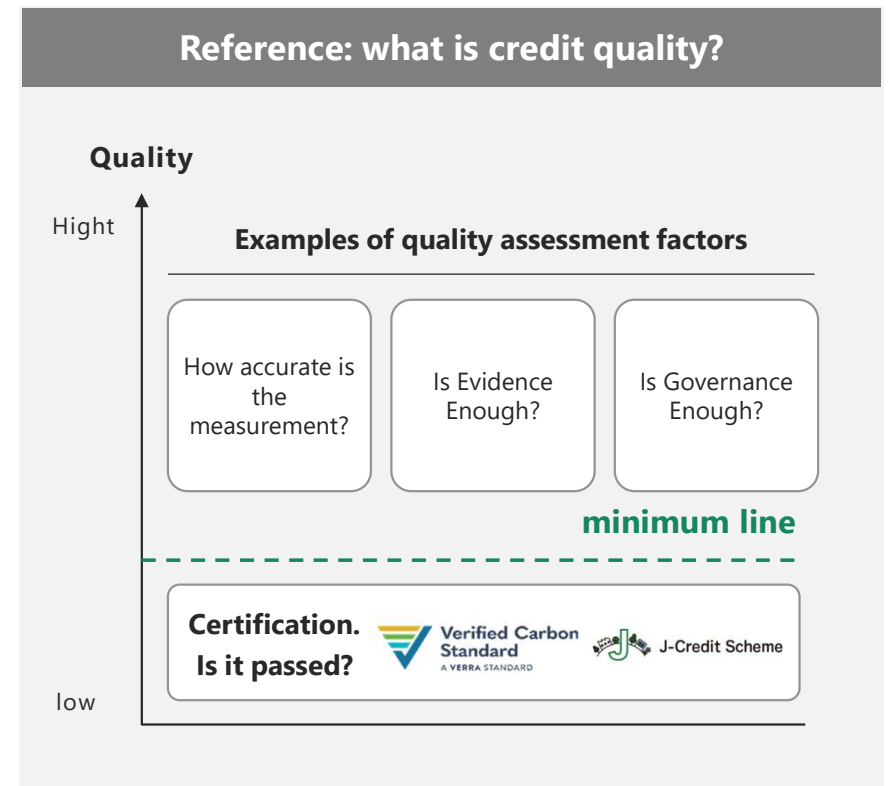 Reference: what is credit quality?
Quality
Hight
Examples of quality assessment factors
How accurate is
the
measurement?
Is Evidence
Enough?
Is Governance
Enough?
minimum line
Certification.
Is it passed?
Verified Carbon
Standard
A VERRA STANDARD
J-Credit Scheme
low